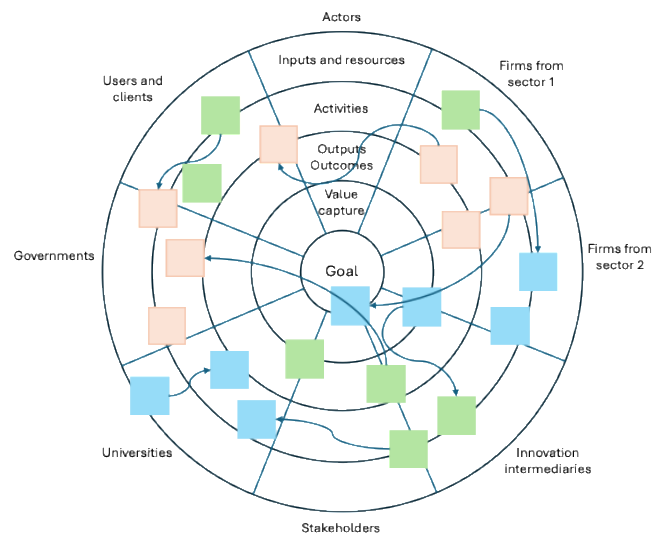 Actors
Inputs and resources
Firms from
sector 1
Users and
clients
Activities
Outputs
Outcomes
Value
capture
Governments
Goal
Firms from
sector 2
Universities
Innovation
intermediaries
Stakeholders